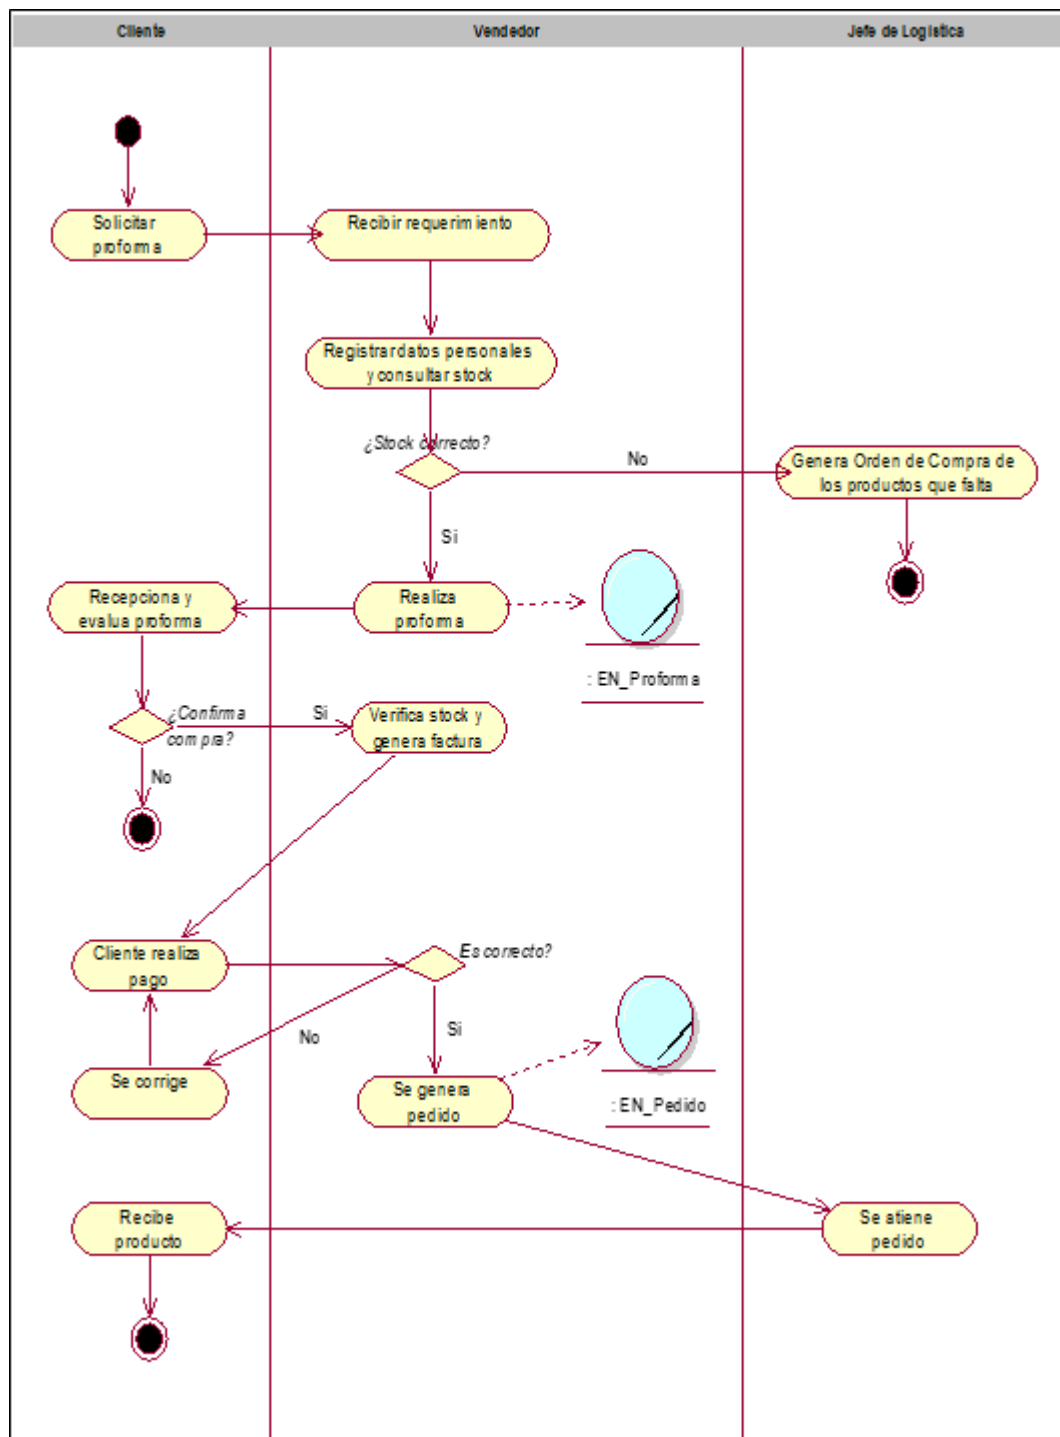 Cliente
Vendedor
Jefe de Logística
Solicitar
proforma
Recibir requerimiento
Registrar datos personales
y consultar stock
¿Stock correcto?
No
Genera Orden de Compra de
los productos que falta
Si
Recepciona y
evalua proforma
Realiza
proforma
: EN_Proforma
¿Confirma
compra?
Si
Verifica stock y
genera factura
No
Cliente realiza
pago
Es correcto?
No
Si
Se corrige
Se genera
pedido
: EN_Pedido
Recibe
producto
Se atiene
pedido